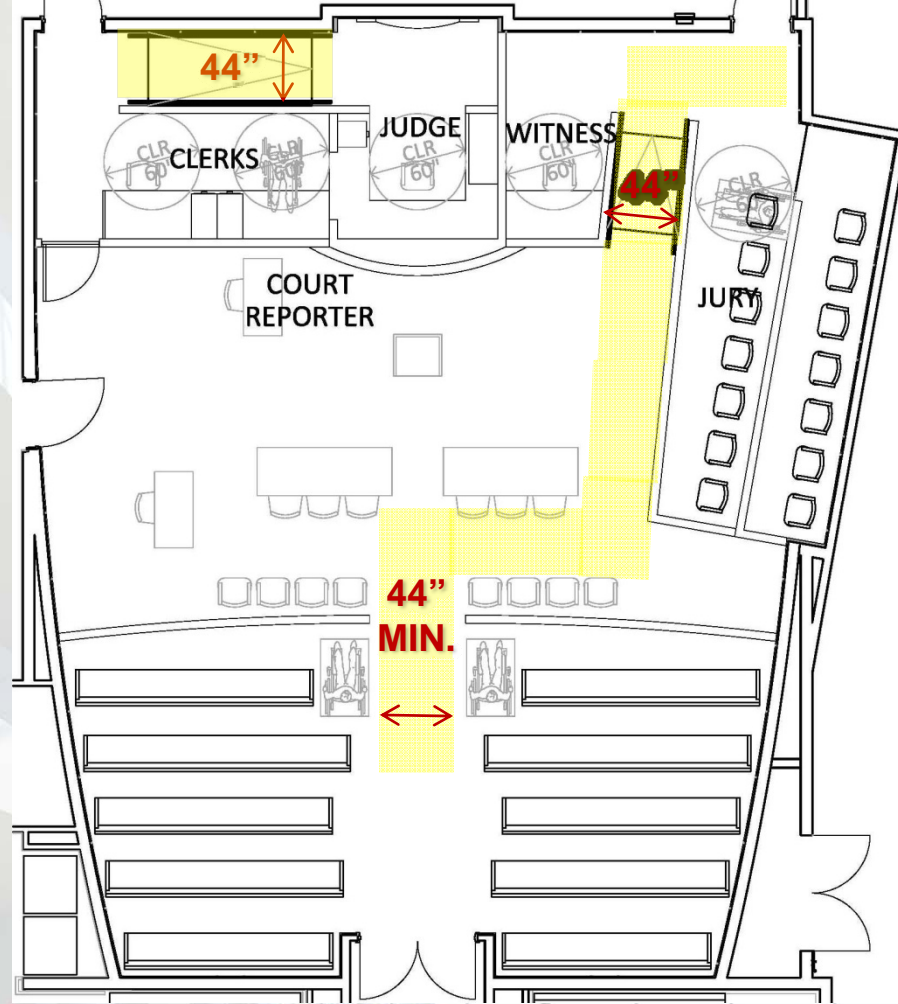 44”
JUDGE
WITNESS
CLERKS
CLR
60"
CLR
60"
CLR
60"
CLR
60"
CLR
60"
44”
COURT
REPORTER
JURY
44”
MIN.